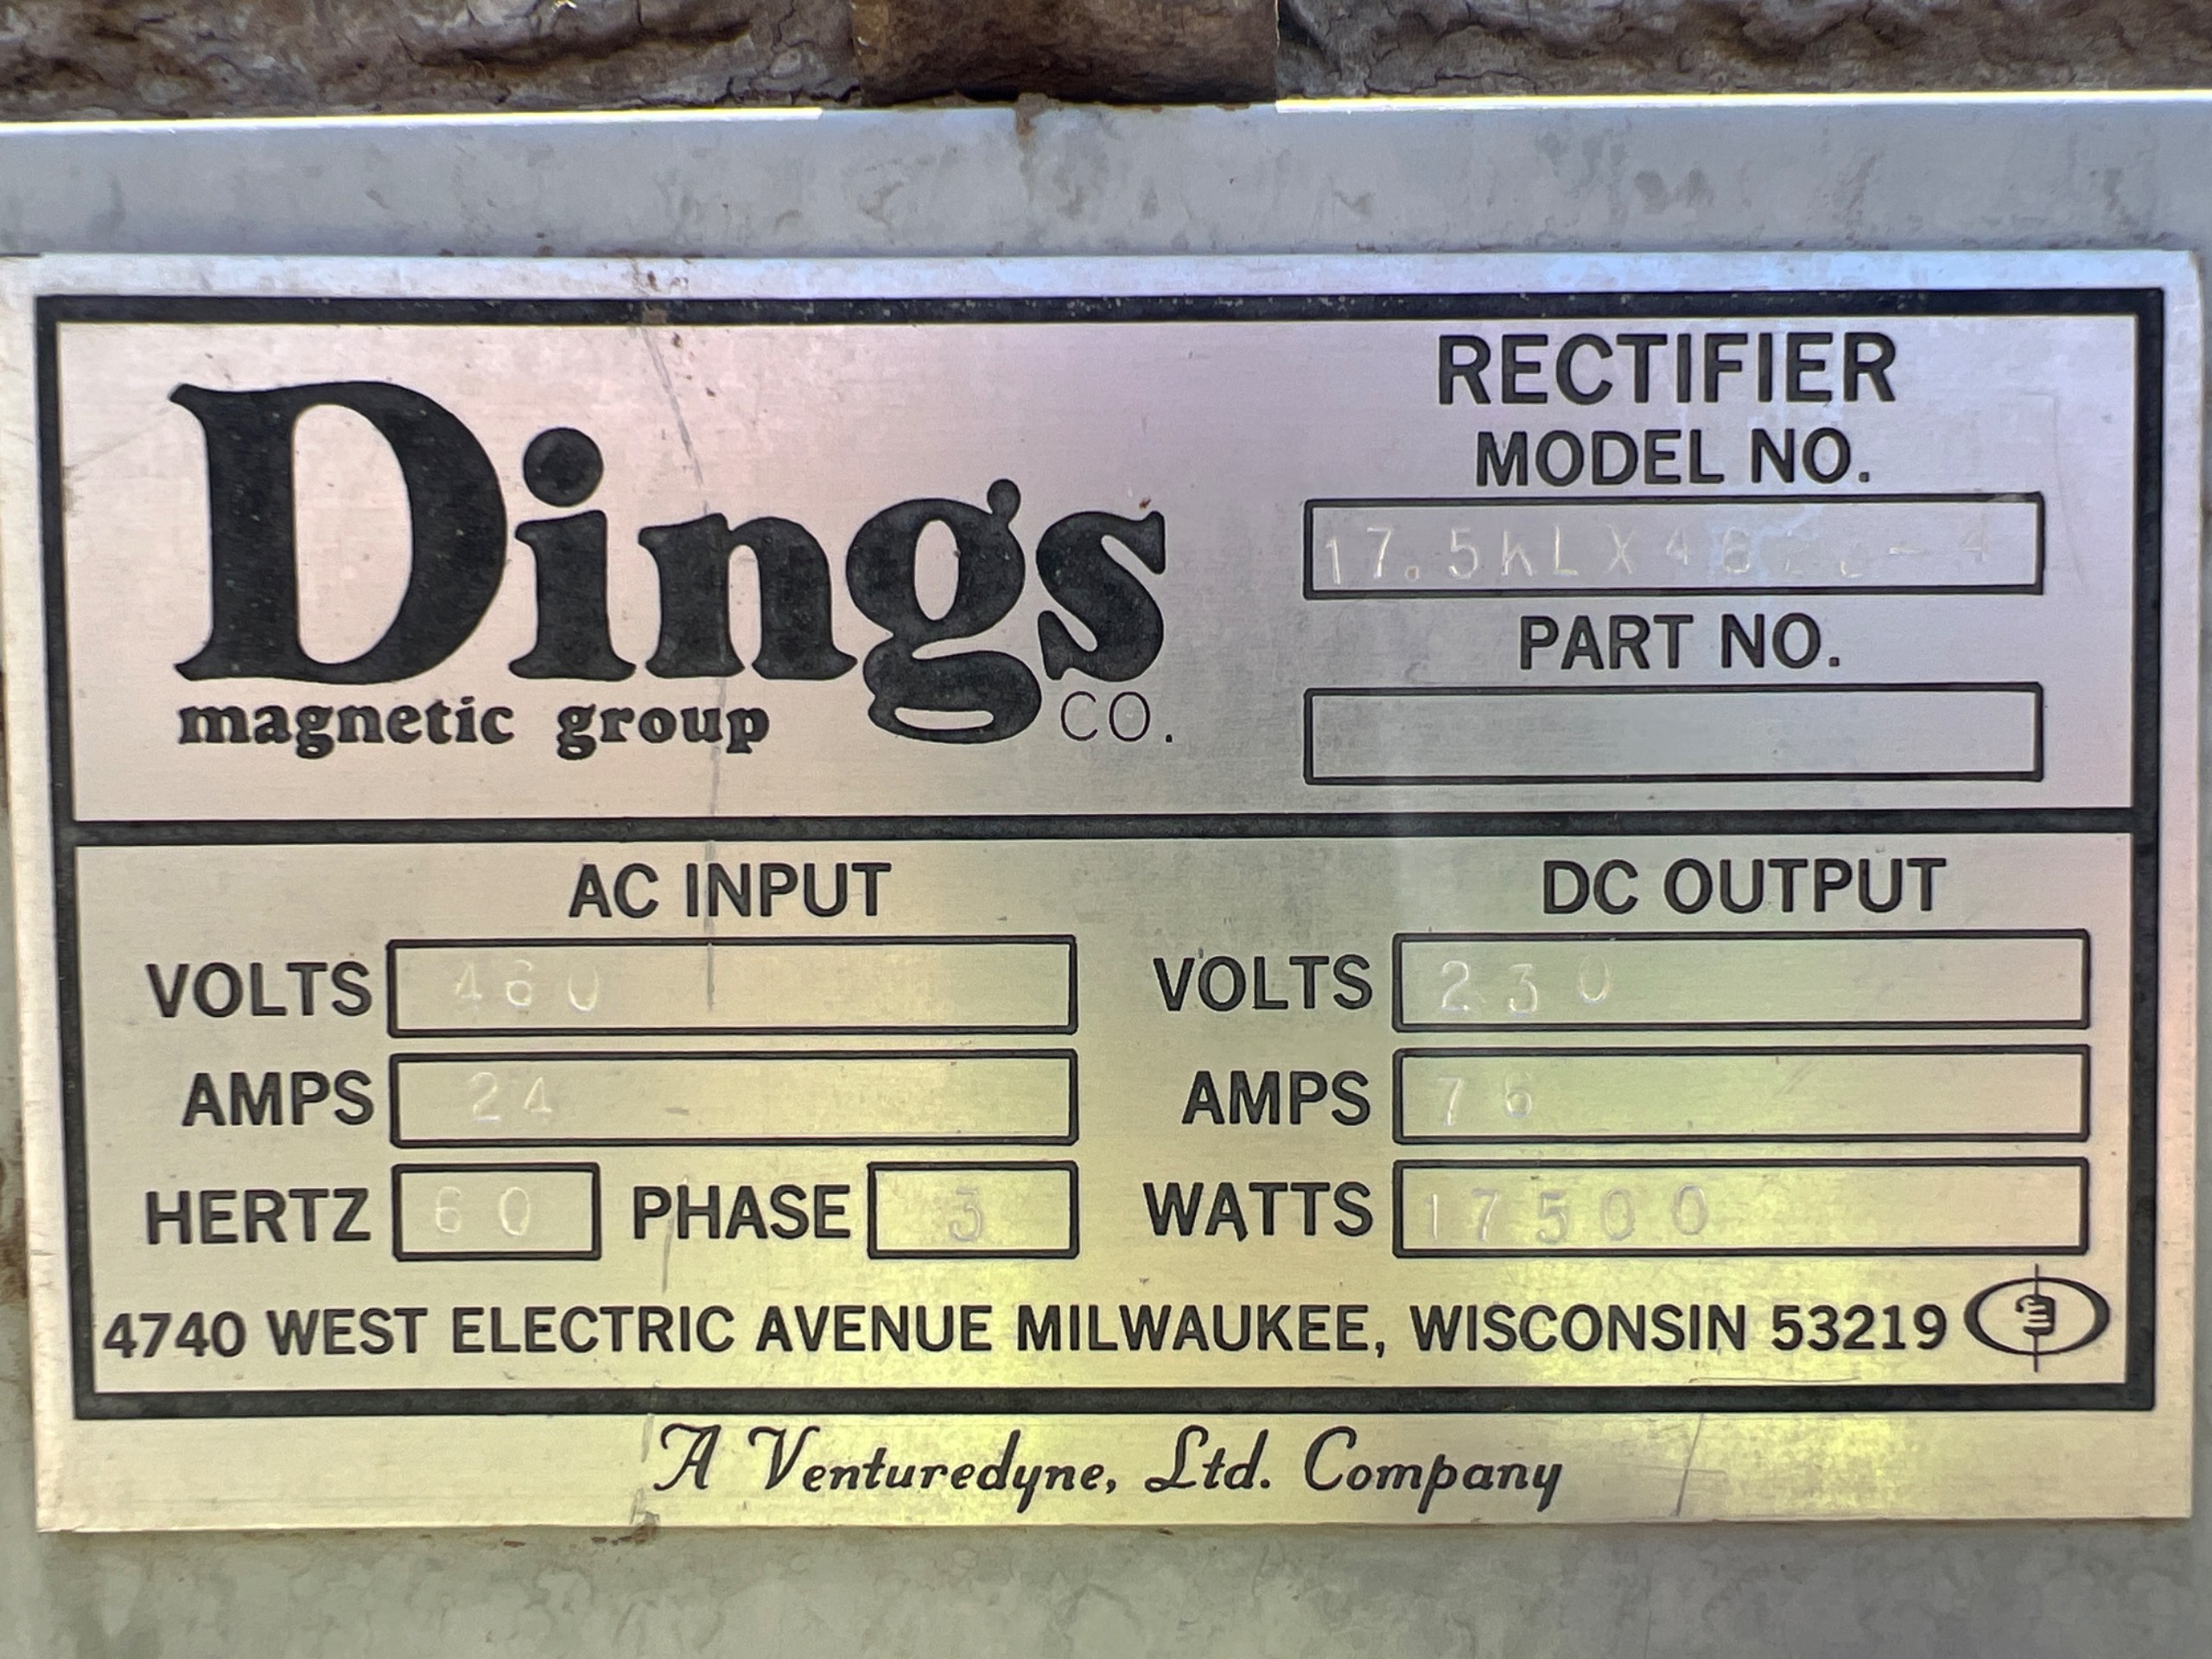 Dings CO.
magnetic group
RECTIFIER
MODEL NO.
PART NO.
AC INPUT
VOLTS 460
AMPS 24
HERTZ 60 PHASE 3
DC OUTPUT
VOLTS 230
AMPS 76
WATTS 17500
4740 WEST ELECTRIC AVENUE MILWAUKEE, WISCONSIN 53219
A Venturedyne, Ltd. Company